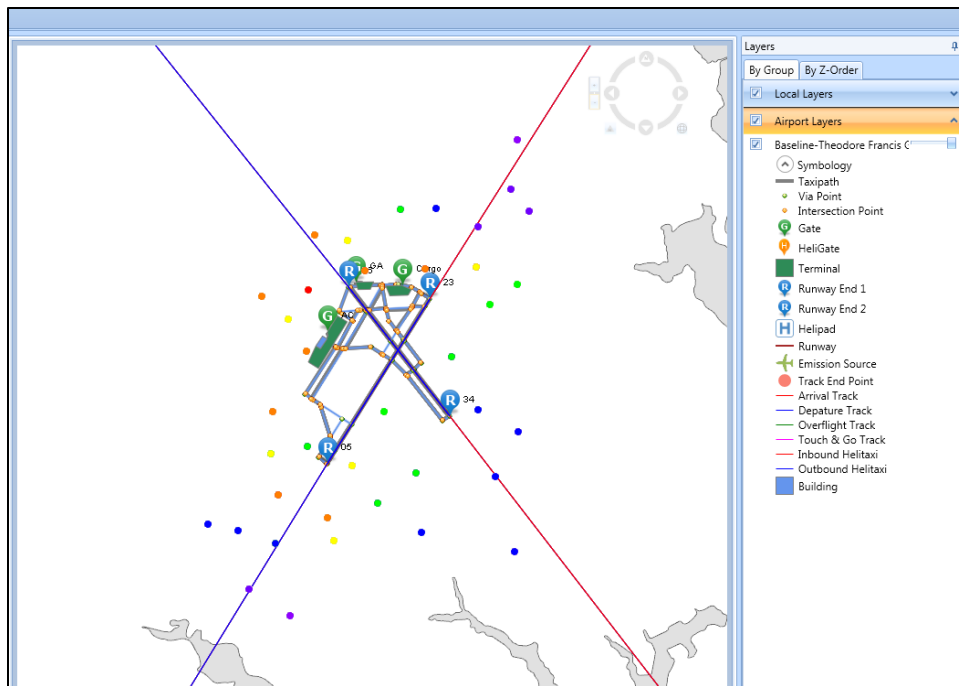 Layers
By Group By Z-Order
Local Layers
Airport Layers
Baseline-Theodore Francis
Symbology
Taxipath
Via Point
Intersection Point
G Gate
H HeliGate
Terminal
R Runway End 1
R Runway End 2
H Helipad
Runway
Emission Source
Track End Point
Arrival Track
Depature Track
Overflight Track
Touch & Go Track
Inbound Helitaxi
Outbound Helitaxi
Building
R G GA
G Cargo
R 23
G AC
R 34
R 05